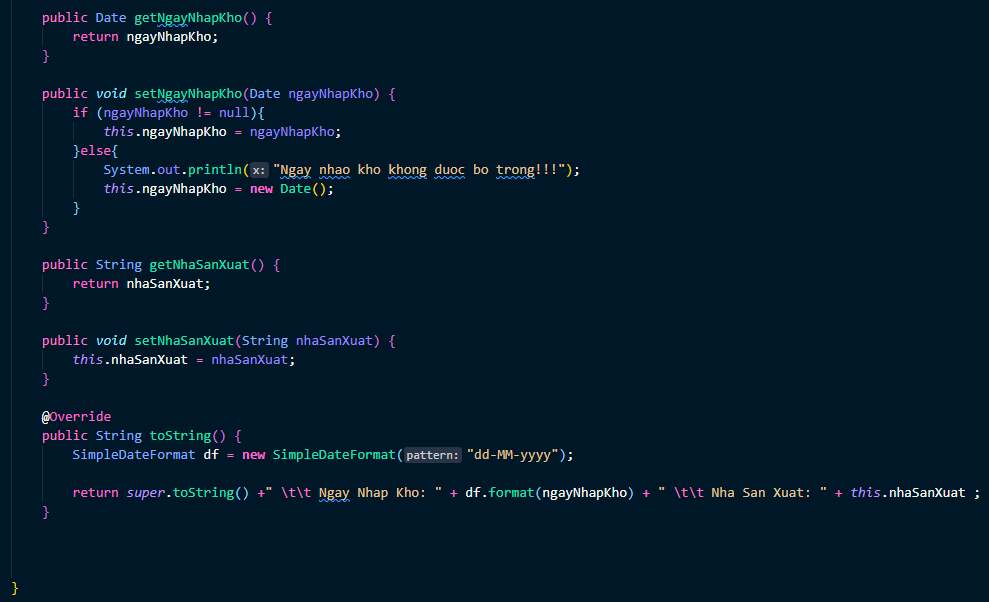 public Date getNgayNhapKho() {
return ngayNhapKho;
}
public void setNgayNhapKho(Date ngayNhapKho) {
if (ngayNhapKho != null){
this.ngayNhapKho = ngayNhapKho;
}else{
System.out.println( x: "Ngay nhao kho khong duoc bo trong!!!");
this.ngayNhapKho = new Date();
}
}
public String getNhaSanXuat() {
return nhaSanXuat;
}
public void setNhaSanXuat(String nhaSanXuat) {
this.nhaSanXuat = nhaSanXuat;
}
@Override
public String toString() {
SimpleDateFormat df = new SimpleDateFormat( pattern: "dd-MM-yyyy");
return super.toString() +" \t\t Ngay Nhap Kho: " + df.format(ngayNhapKho) + " \t\t Nha San Xuat: " + this.nhaSanXuat ;
}
}